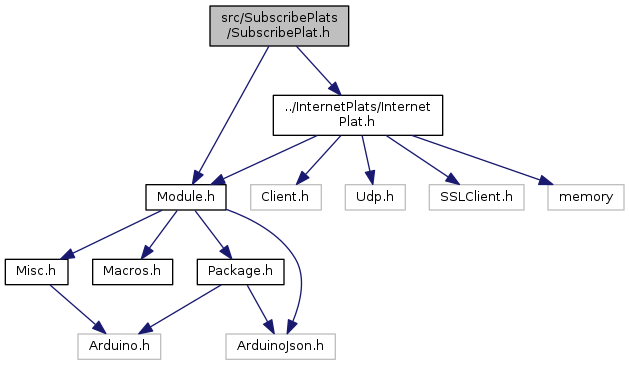 src/SubscribePlats
/SubscribePlat.h
../InternetPlats/Internet
Plat.h
Module.h
Client.h
Udp.h
SSLClient.h
memory
Misc.h
Macros.h
Package.h
Arduino.h
ArduinoJson.h